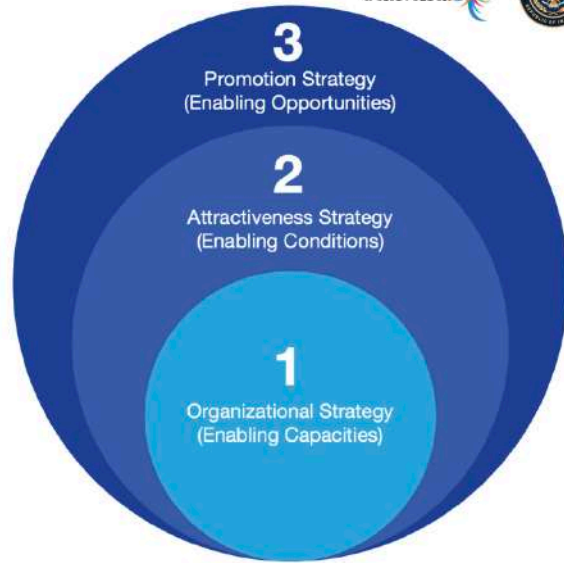 3
Promotion Strategy
(Enabling Opportunities)
2
Attractiveness Strategy
(Enabling Conditions)
1
Organizational Strategy
(Enabling Capacities)